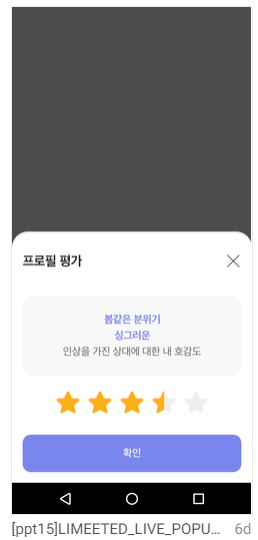 프로필 평가
봄같은 분위기
싱그러운
인상을 가진 상대에 대한 내 호감도
확인
[ppt15]LIMEETED_LIVE_POPU... 6d